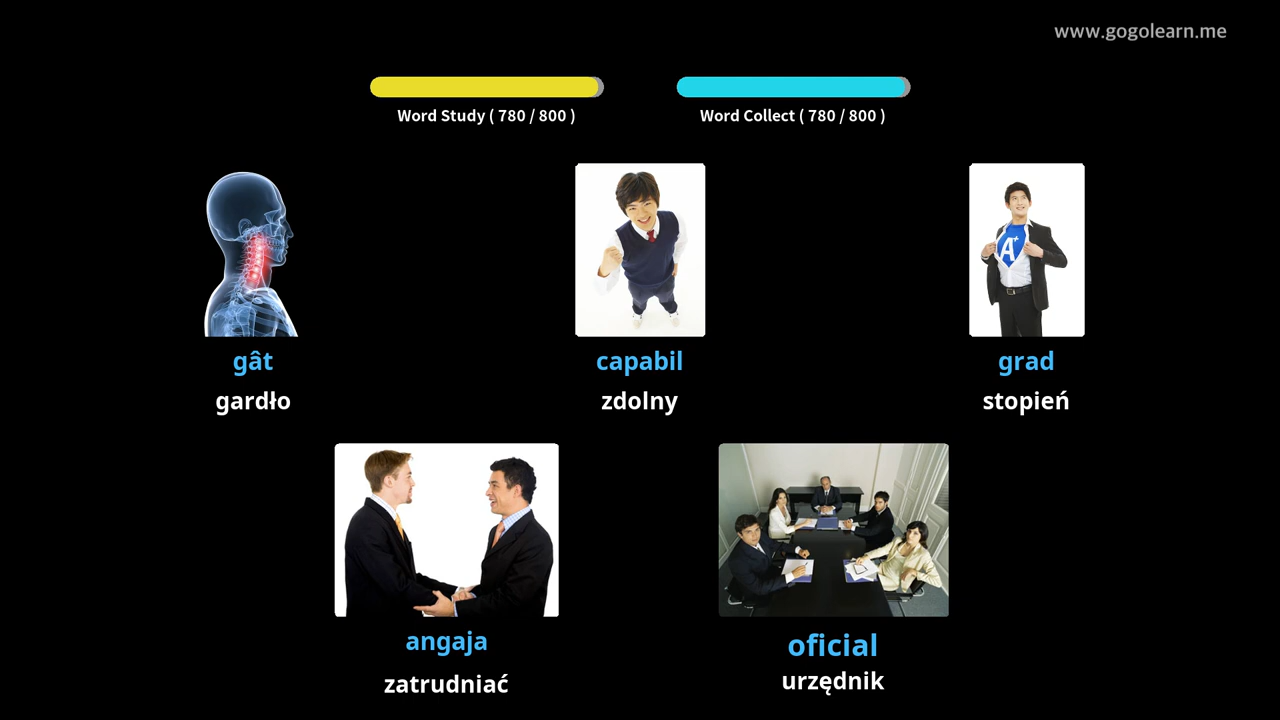 www.gogolearn.me
Word Study ( 780 / 800 )
Word Collect ( 780 / 800 )
A+
gât
capabil
grad
gardło
zdolny
stopień
angaja
oficial
zatrudniać
urzędnik